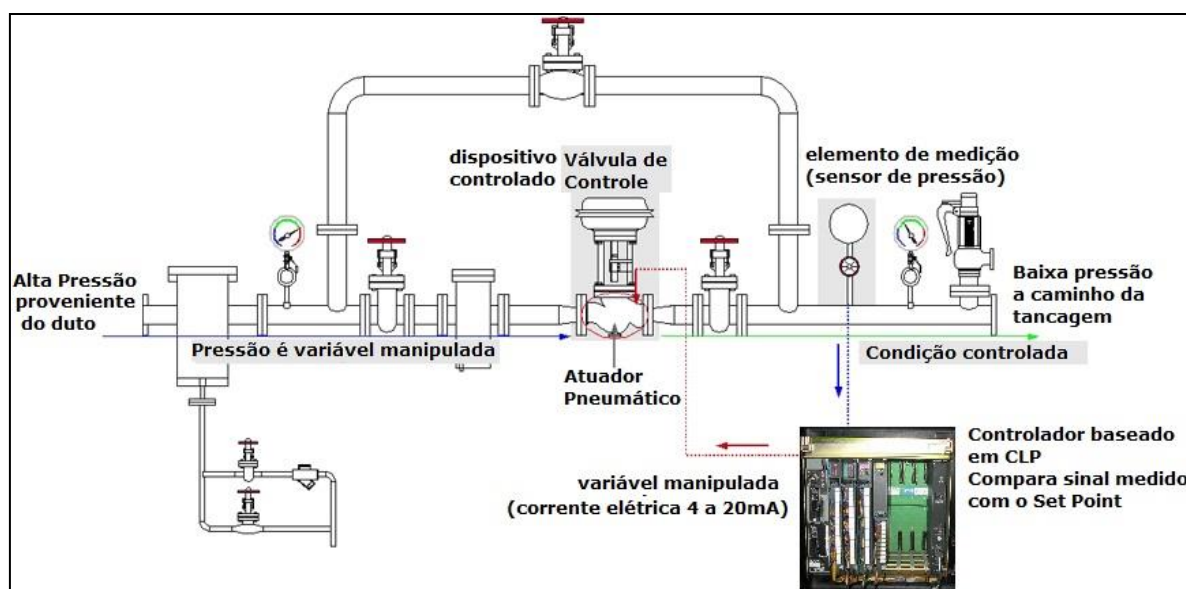 dispositivo
controlado
Válvula de
Controle
elemento de medição
(sensor de pressão)
Alta Pressão
proveniente
do duto
Baixa pressão
a caminho da
tancagem
Pressão é variável manipulada
Condição controlada
Atuador
Pneumático
variável manipulada
(corrente elétrica 4 a 20mA)
Controlador baseado
em CLP
Compara sinal medido
com o Set Point